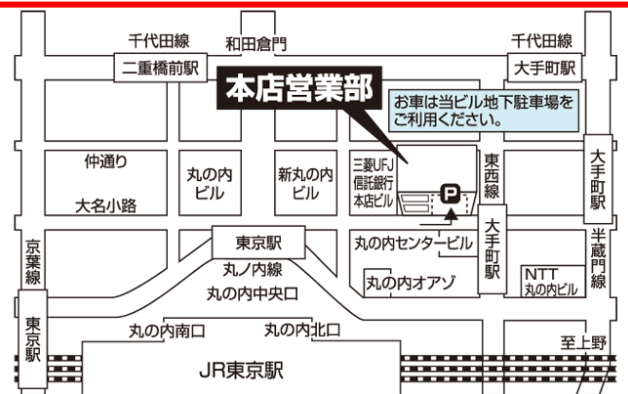 千代田線
和田倉門
千代田線
二重橋前駅
大手町駅
本店営業部
お車は当ビル地下駐車場を
ご利用ください。
仲通り
大名小路
丸の内
ビル
新丸の内
ビル
三菱UFJ
信託銀行
本店ビル
P
東西線
大手町駅
大手町駅
半蔵門線
京葉線
東京駅
東京駅
丸ノ内線
丸の内中央口
丸の内センタービル
丸の内オアゾ
NTT
丸の内ビル
丸の内南口
丸の内北口
至上野
JR東京駅